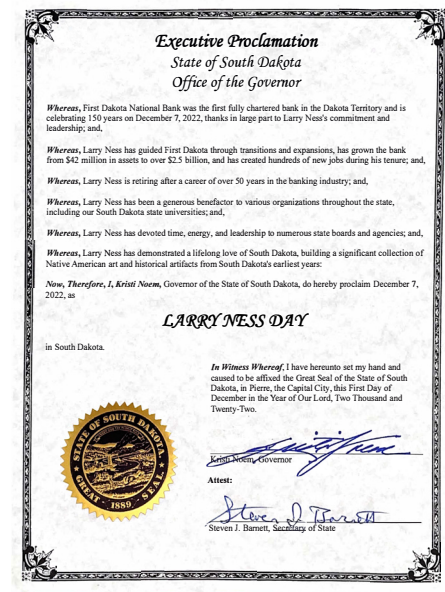 Executive Proclamation
State of South Dakota
Office of the Governor
Whereas, First Dakota National Bank was the first fully chartered bank in the Dakota Territory and is
celebrating 150 years on December 7, 2022, thanks in large part to Larry Ness's commitment and
leadership; and,
Whereas, Larry Ness has guided First Dakota through transitions and expansions, has grown the bank
from $42 million in assets to over $2.5 billion, and has created hundreds of new jobs during his tenure; and,
Whereas, Larry Ness is retiring after a career of over 50 years in the banking industry; and,
Whereas, Larry Ness has been a generous benefactor to various organizations throughout the state,
including our South Dakota state universities; and,
Whereas, Larry Ness has devoted time, energy, and leadership to numerous state boards and agencies; and,
Whereas, Larry Ness has demonstrated a lifelong love of South Dakota, building a significant collection of
Native American art and historical artifacts from South Dakota's earliest years:
Now, Therefore, I, Kristi Noem, Governor of the State of South Dakota, do hereby proclaim December 7,
2022, as
LARRY NESS DAY
in South Dakota.
In Witness Whereof, I have hereunto set my hand and
caused to be affixed the Great Seal of the State of South
Dakota, in Pierre, the Capital City, this First Day of
December in the Year of Our Lord, Two Thousand and
Twenty-Two.
STATE OF SOUTH DAKOTA
GREAT SEAL
1889
Kristi Noem
Kristi Noem, Governor
Attest:
Steven J. Barnett
Steven J. Barnett, Secretary of State